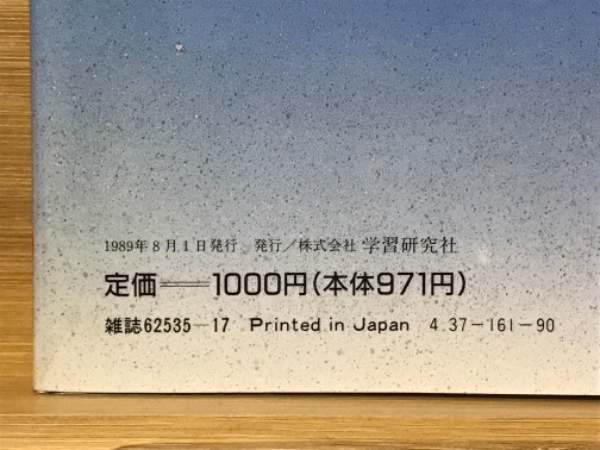 1989年8月1日発行 発行／株式会社 学習研究社
定価＝1000円(本体971円)
雑誌62535-17 Printed in Japan 4 37-161-90